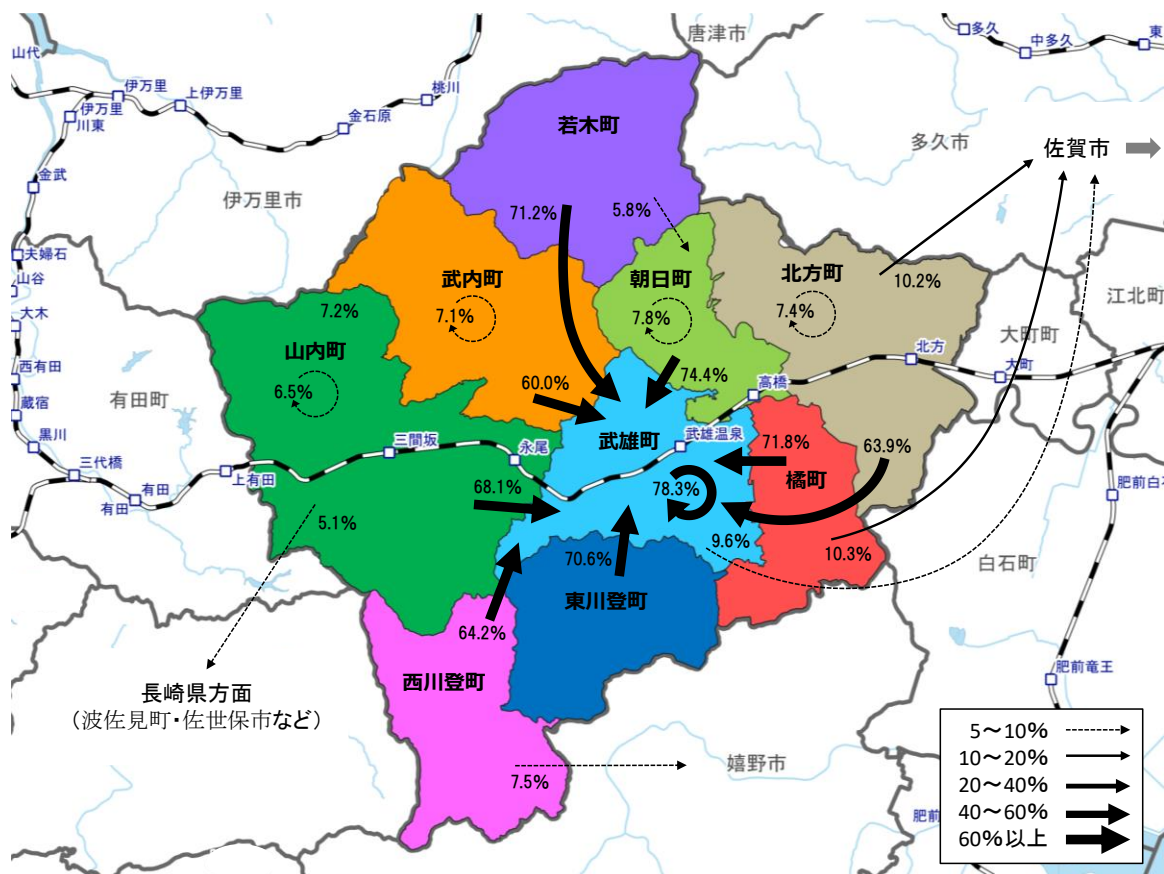 唐津市
多久
中多久
東
山代
伊万里
上伊万里
桃川
伊万里
川東
金石原
若木町
多久市
佐賀市
金武
伊万里市
71.2%
5.8%
夫婦石
山谷
武内町
朝日町
北方町
10.2%
江北町
7.2%
7.1%
7.8%
7.4%
大木
大町町
山内町
北方
大町
西有田
6.5%
60.0%
74.4%
高橋
有田町
蔵宿
武雄町
武雄温泉
71.8%
63.9%
黒川
三間坂
永尾
橘町
三代橋
上有田
有田
有田
68.1%
78.3%
肥前白石
5.1%
9.6%
10.3%
70.6%
白石町
東川登町
64.2%
西川登町
肥前竜王
長崎県方面
（波佐見町・佐世保市など）
嬉野市
7.5%
5～10%
10～20%
20～40%
40～60%
60%以上
肥前
肥